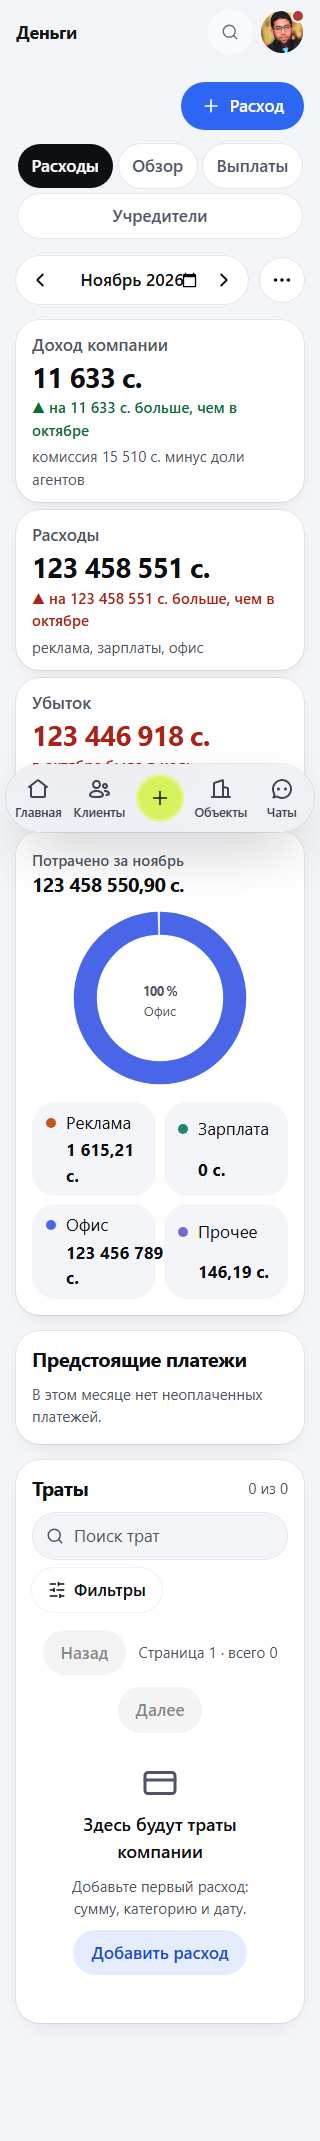 Деньги
Расход
Расходы
Обзор
Выплаты
Учредители
Ноябрь 2026
Доход компании
11 633 с.
▲ на 11 633 с. больше, чем в
октябре
комиссия 15 510 с. минус доли
агентов
Расходы
123 458 551 с.
▲ на 123 458 551 с. больше, чем в
октябре
реклама, зарплаты, офис
Убыток
123 446 918 с.
Главная
Клиенты
Объекты
Чаты
Потрачено за ноябрь
123 458 550,90 с.
100 %
Офис
Реклама
1 615,21
с.
Зарплата
0 с.
Офис
123 456 789
с.
Прочее
146,19 с.
Предстоящие платежи
В этом месяце нет неоплаченных
платежей.
Траты
0 из 0
Поиск трат
Фильтры
Назад
Страница 1 · всего 0
Далее
Здесь будут траты
компании
Добавьте первый расход:
сумму, категорию и дату.
Добавить расход